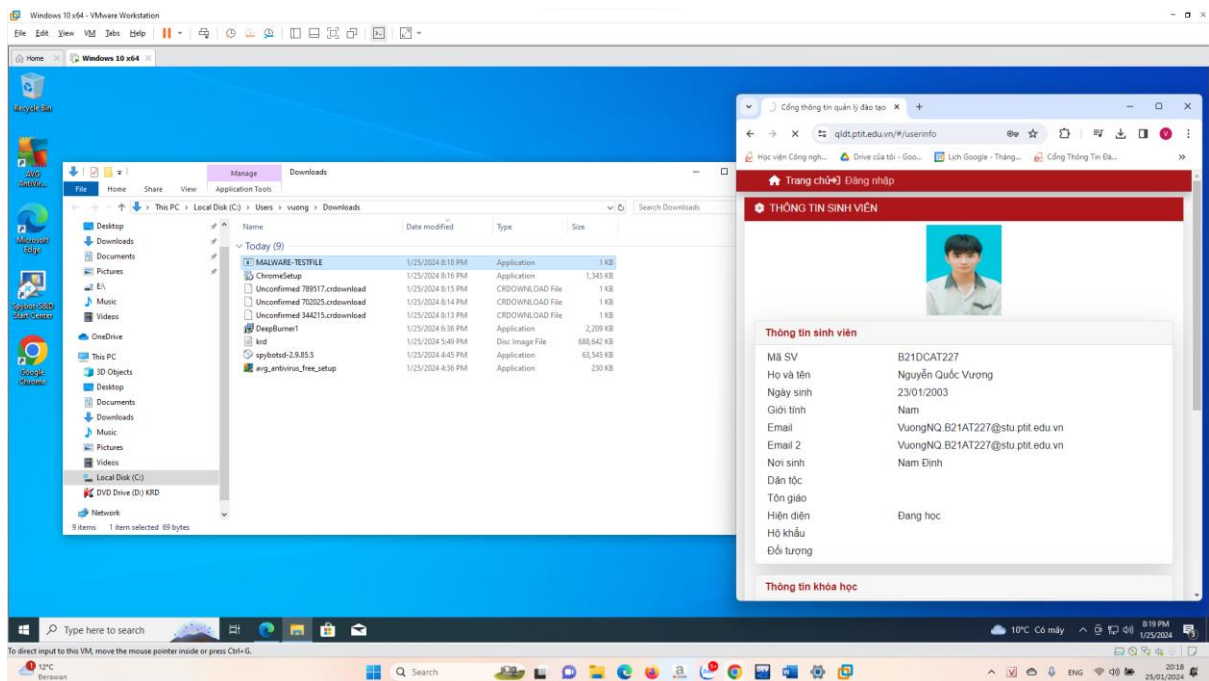 Windows 10 x64 - VMware Workstation
File Edit View VM Tabs Help
Home
Windows 10 x64
Recycle Bin
AVG
AntiViru...
Microsoft
Edge
Spybot-S&D
Start Center
Google
Chrome
Manage
Downloads
File Home Share View Application Tools
This PC > Local Disk (C:) > Users > vuong > Downloads
Search Downloads
Desktop
Downloads
Documents
Pictures
E:\
Music
Videos
OneDrive
This PC
3D Objects
Desktop
Documents
Downloads
Music
Pictures
Videos
Local Disk (C:)
DVD Drive (D:) KRD
Network
Name Date modified Type Size
Today (9)
MALWARE-TESTFILE 1/25/2024 8:18 PM Application 1 KB
ChromeSetup 1/25/2024 8:16 PM Application 1,345 KB
Unconfirmed 789517.crdownload 1/25/2024 8:15 PM CRDOWNLOAD File 1 KB
Unconfirmed 702025.crdownload 1/25/2024 8:14 PM CRDOWNLOAD File 1 KB
Unconfirmed 344215.crdownload 1/25/2024 8:13 PM CRDOWNLOAD File 1 KB
DeepBurner1 1/25/2024 6:36 PM Application 2,209 KB
krd 1/25/2024 5:49 PM Disc Image File 688,642 KB
spybotsd-2.9.85.5 1/25/2024 4:45 PM Application 63,545 KB
avg_antivirus_free_setup 1/25/2024 4:36 PM Application 230 KB
9 items 1 item selected 69 bytes
Cổng thông tin quản lý đào tạo
qldt.ptit.edu.vn/#/userinfo
V
Học viện Công ngh... Drive của tôi - Goo... Lịch Google - Tháng... Cổng Thông Tin Đà...
Trang chủ Đăng nhập
THÔNG TIN SINH VIÊN
Thông tin sinh viên
Mã SV B21DCAT227
Họ và tên Nguyễn Quốc Vượng
Ngày sinh 23/01/2003
Giới tính Nam
Email VuongNQ.B21AT227@stu.ptit.edu.vn
Email 2 VuongNQ.B21AT227@stu.ptit.edu.vn
Nơi sinh Nam Định
Dân tộc
Tôn giáo
Hiện diện Đang học
Hộ khẩu
Đối tượng
Thông tin khóa học
Type here to search
10°C Có mây
8:19 PM
1/25/2024
To direct input to this VM, move the mouse pointer inside or press Ctrl+G.
12°C
Berawan
Search
ENG
20:18
25/01/2024